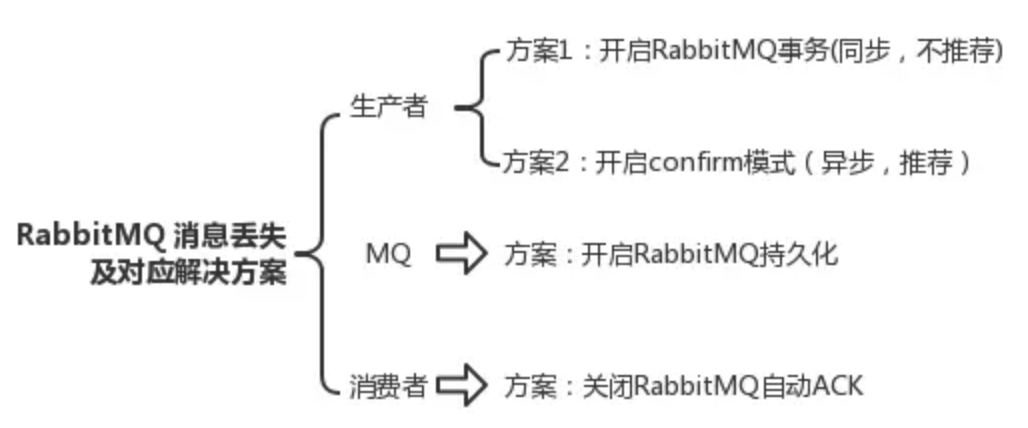 方案1：开启RabbitMQ事务(同步，不推荐)
生产者
方案2：开启confirm模式（异步，推荐）
RabbitMQ 消息丢失
及对应解决方案
MQ
方案：开启RabbitMQ持久化
消费者
方案：关闭RabbitMQ自动ACK